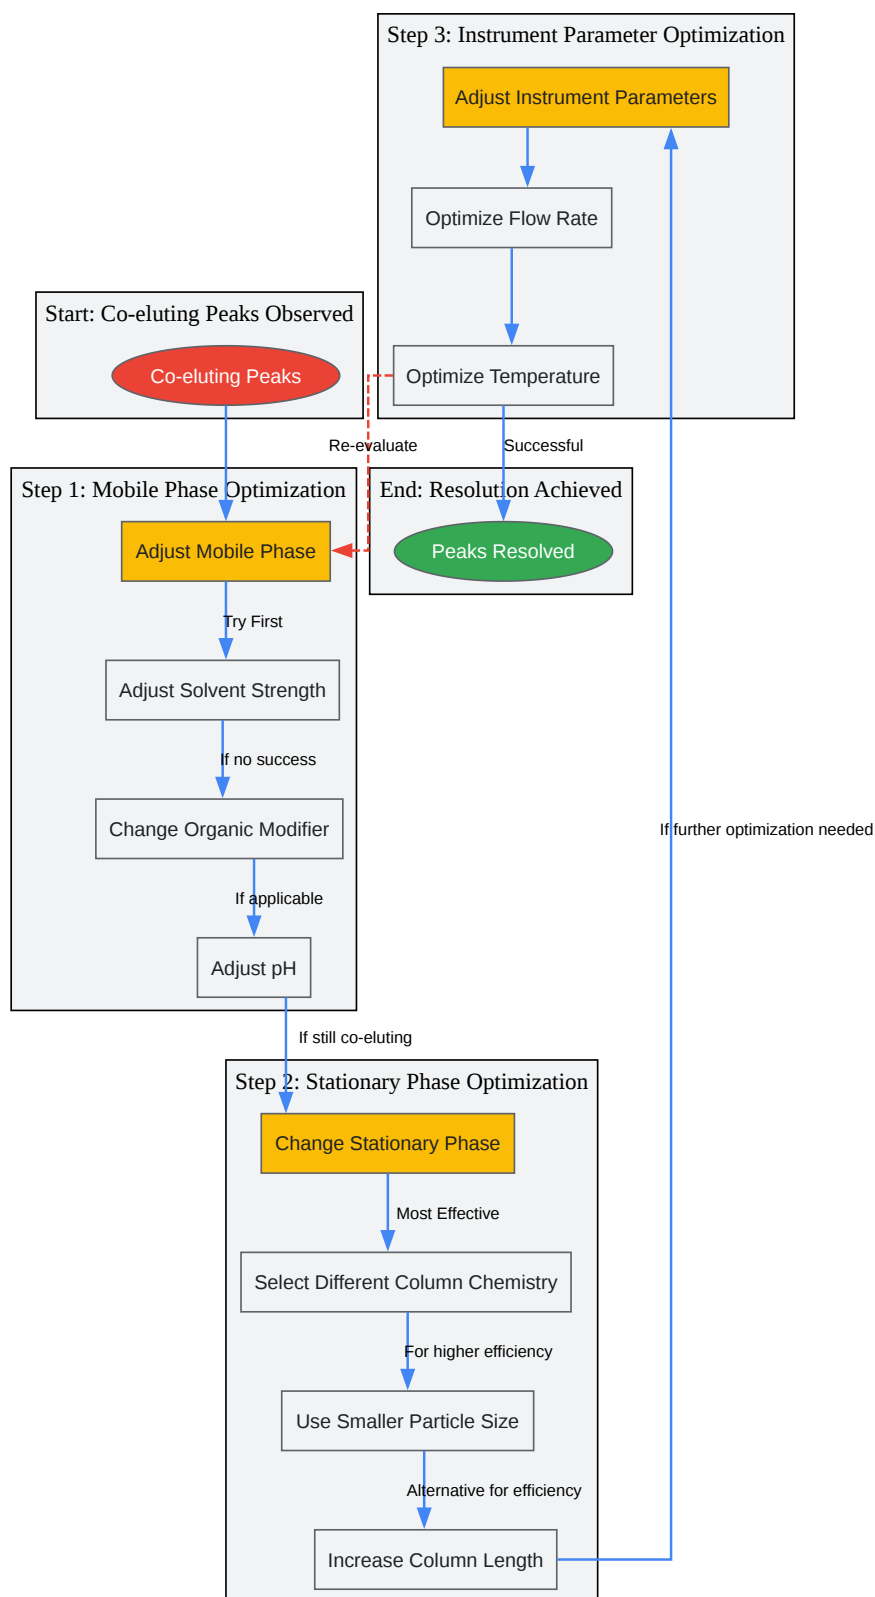 Step 3: Instrument Parameter Optimization
Adjust Instrument Parameters
Optimize Flow Rate
Start: Co-eluting Peaks Observed
Co-eluting Peaks
Optimize Temperature
Re-evaluate
Successful
Step 1: Mobile Phase Optimization
End: Resolution Achieved
Adjust Mobile Phase
Peaks Resolved
Try First
Adjust Solvent Strength
If no success
Change Organic Modifier
If further optimization needed
If applicable
Adjust pH
If still co-eluting
Step 2: Stationary Phase Optimization
Change Stationary Phase
Most Effective
Select Different Column Chemistry
For higher efficiency
Use Smaller Particle Size
Alternative for efficiency
Increase Column Length